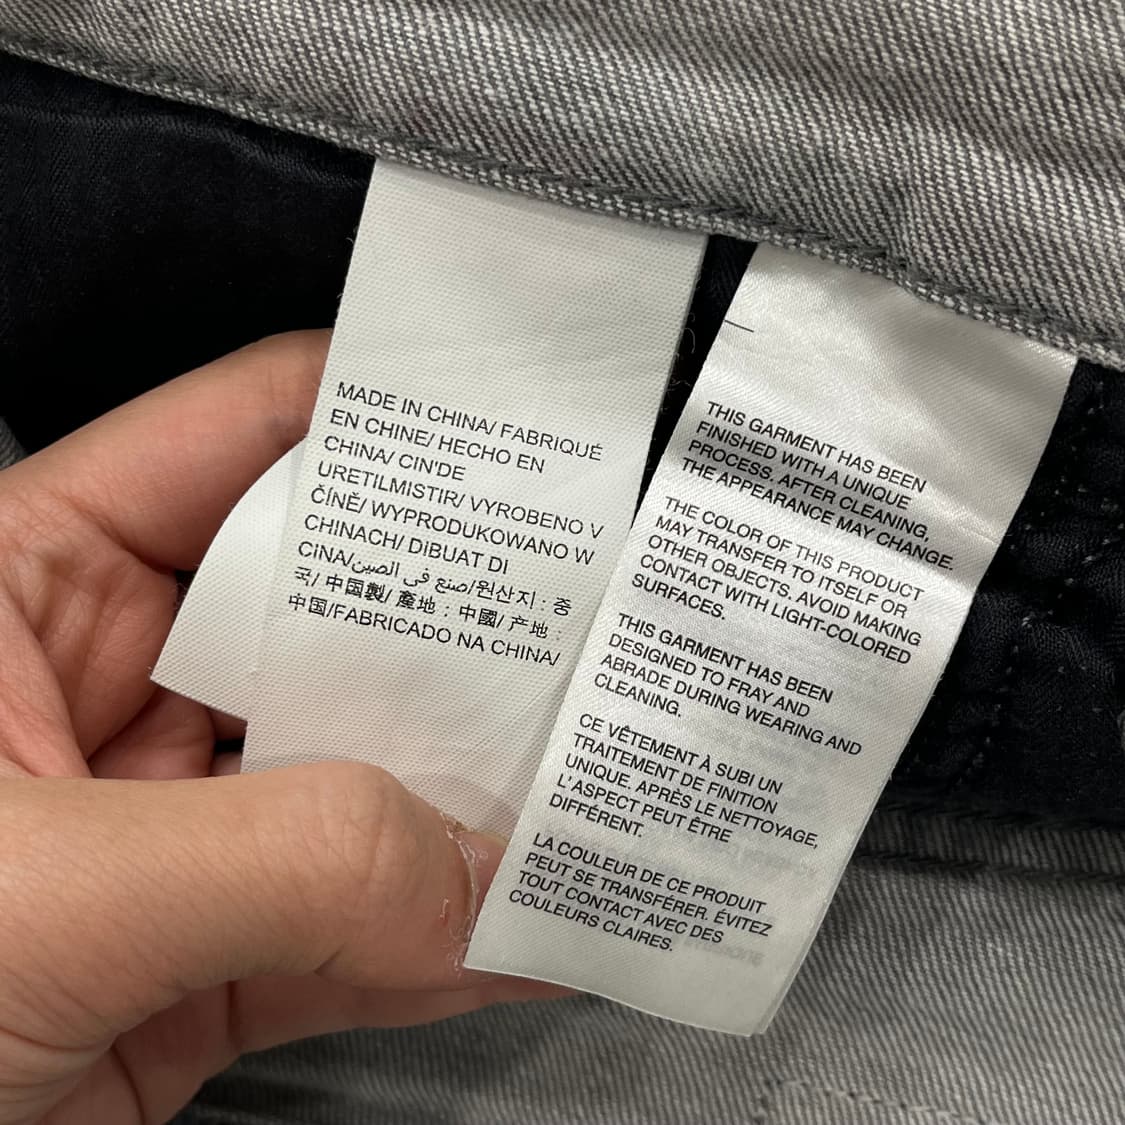 MADE IN CHINA/ FABRIQUÉ
EN CHINE/ HECHO EN
CHINA/ CIN'DE
URETILMISTIR/ VYROBENO V
ČÍNĚ/ WYPRODUKOWANO W
CHINACH/ DIBUAT DI
CINA/صنع في الصين/원산지 : 중
국/ 中国製/ 產地 : 中國/ 产地 :
中国/FABRICADO NA CHINA/
THIS GARMENT HAS BEEN
FINISHED WITH A UNIQUE
PROCESS. AFTER CLEANING,
THE APPEARANCE MAY CHANGE.
THE COLOR OF THIS PRODUCT
MAY TRANSFER TO ITSELF OR
OTHER OBJECTS. AVOID MAKING
CONTACT WITH LIGHT-COLORED
SURFACES.
THIS GARMENT HAS BEEN
DESIGNED TO FRAY AND
ABRADE DURING WEARING AND
CLEANING.
CE VÊTEMENT À SUBI UN
TRAITEMENT DE FINITION
UNIQUE. APRÈS LE NETTOYAGE,
L'ASPECT PEUT ÊTRE
DIFFÉRENT.
LA COULEUR DE CE PRODUIT
PEUT SE TRANSFÉRER. ÉVITEZ
TOUT CONTACT AVEC DES
COULEURS CLAIRES.